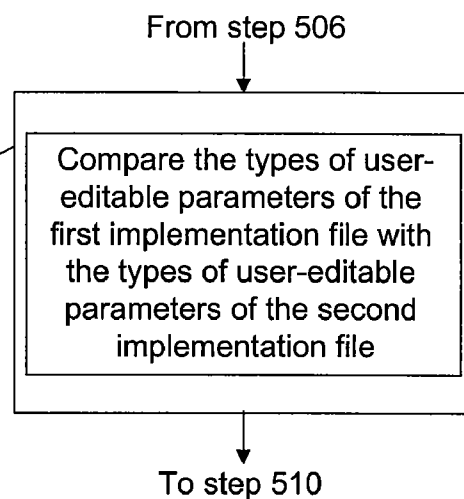 From step 506
Compare the types of user-
editable parameters of the
first implementation file with
the types of user-editable
parameters of the second
implementation file
To step 510